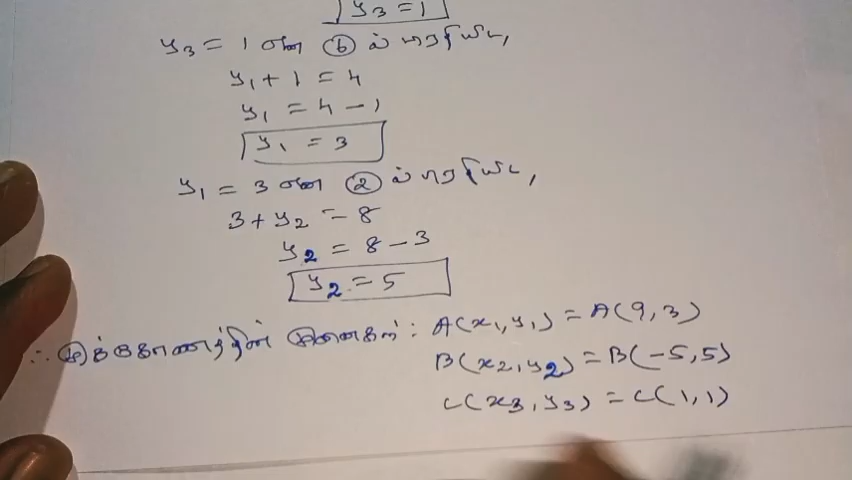 y₃ = 1
y₃ = 1 என ⑥ ல் பிரதியிட,
y₁ + 1 = 4
y₁ = 4 - 1
y₁ = 3
y₁ = 3 என ② ல் பிரதியிட,
3 + y₂ = 8
y₂ = 8 - 3
y₂ = 5
∴ முக்கோணத்தின் முனைகள் : A(x₁, y₁) = A(9, 3)
B(x₂, y₂) = B(-5, 5)
C(x₃, y₃) = C(1, 1)